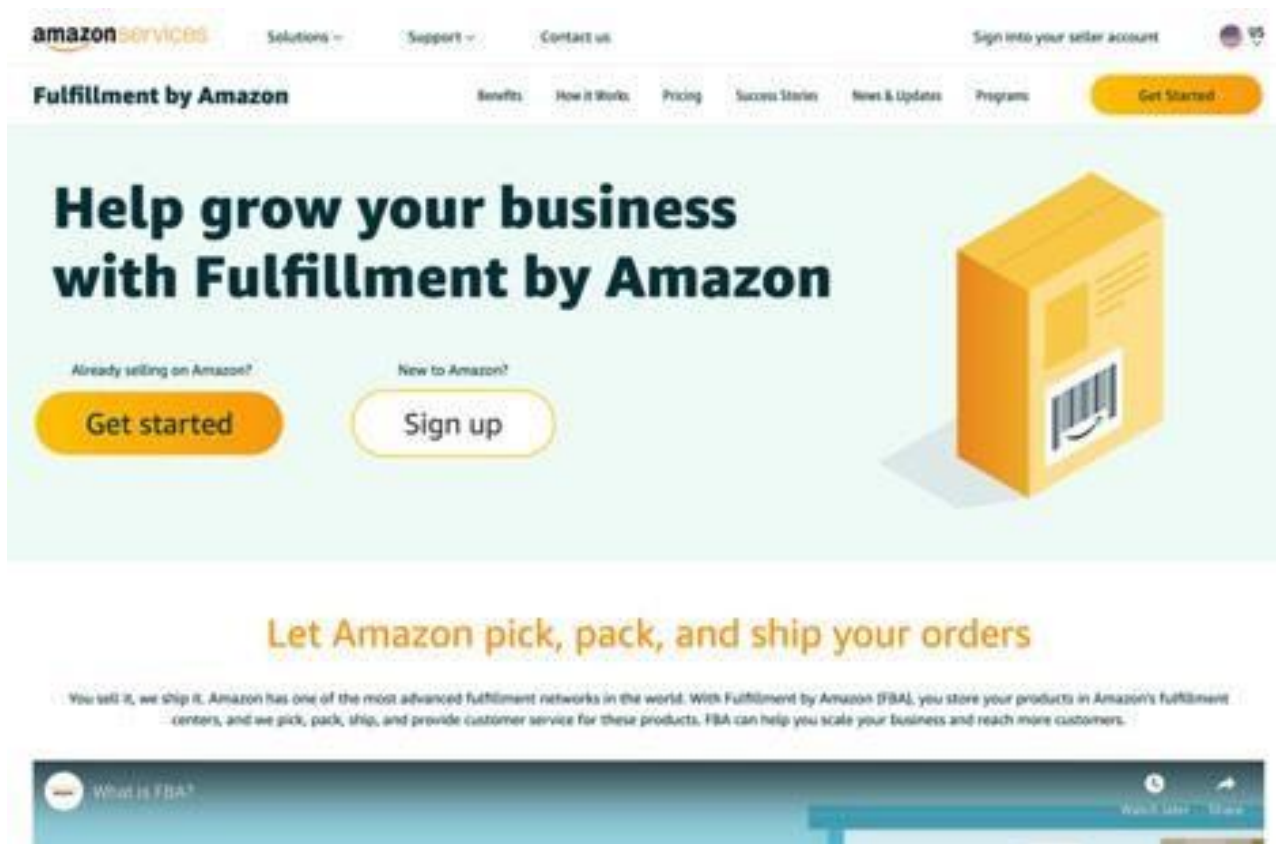 amazonservices
Solutions
Support
Contact us
Sign into your seller account
US
Fulfillment by Amazon
Benefits
How it Works
Pricing
Success Stories
News & Updates
Programs
Get Started
Help grow your business
with Fulfillment by Amazon
Already selling on Amazon?
New to Amazon?
Get started
Sign up
Let Amazon pick, pack, and ship your orders
You sell it, we ship it. Amazon has one of the most advanced fulfillment networks in the world. With Fulfillment by Amazon (FBA), you store your products in Amazon's fulfillment
centers, and we pick, pack, ship, and provide customer service for these products. FBA can help you scale your business and reach more customers.
What is FBA?
Watch later
Share